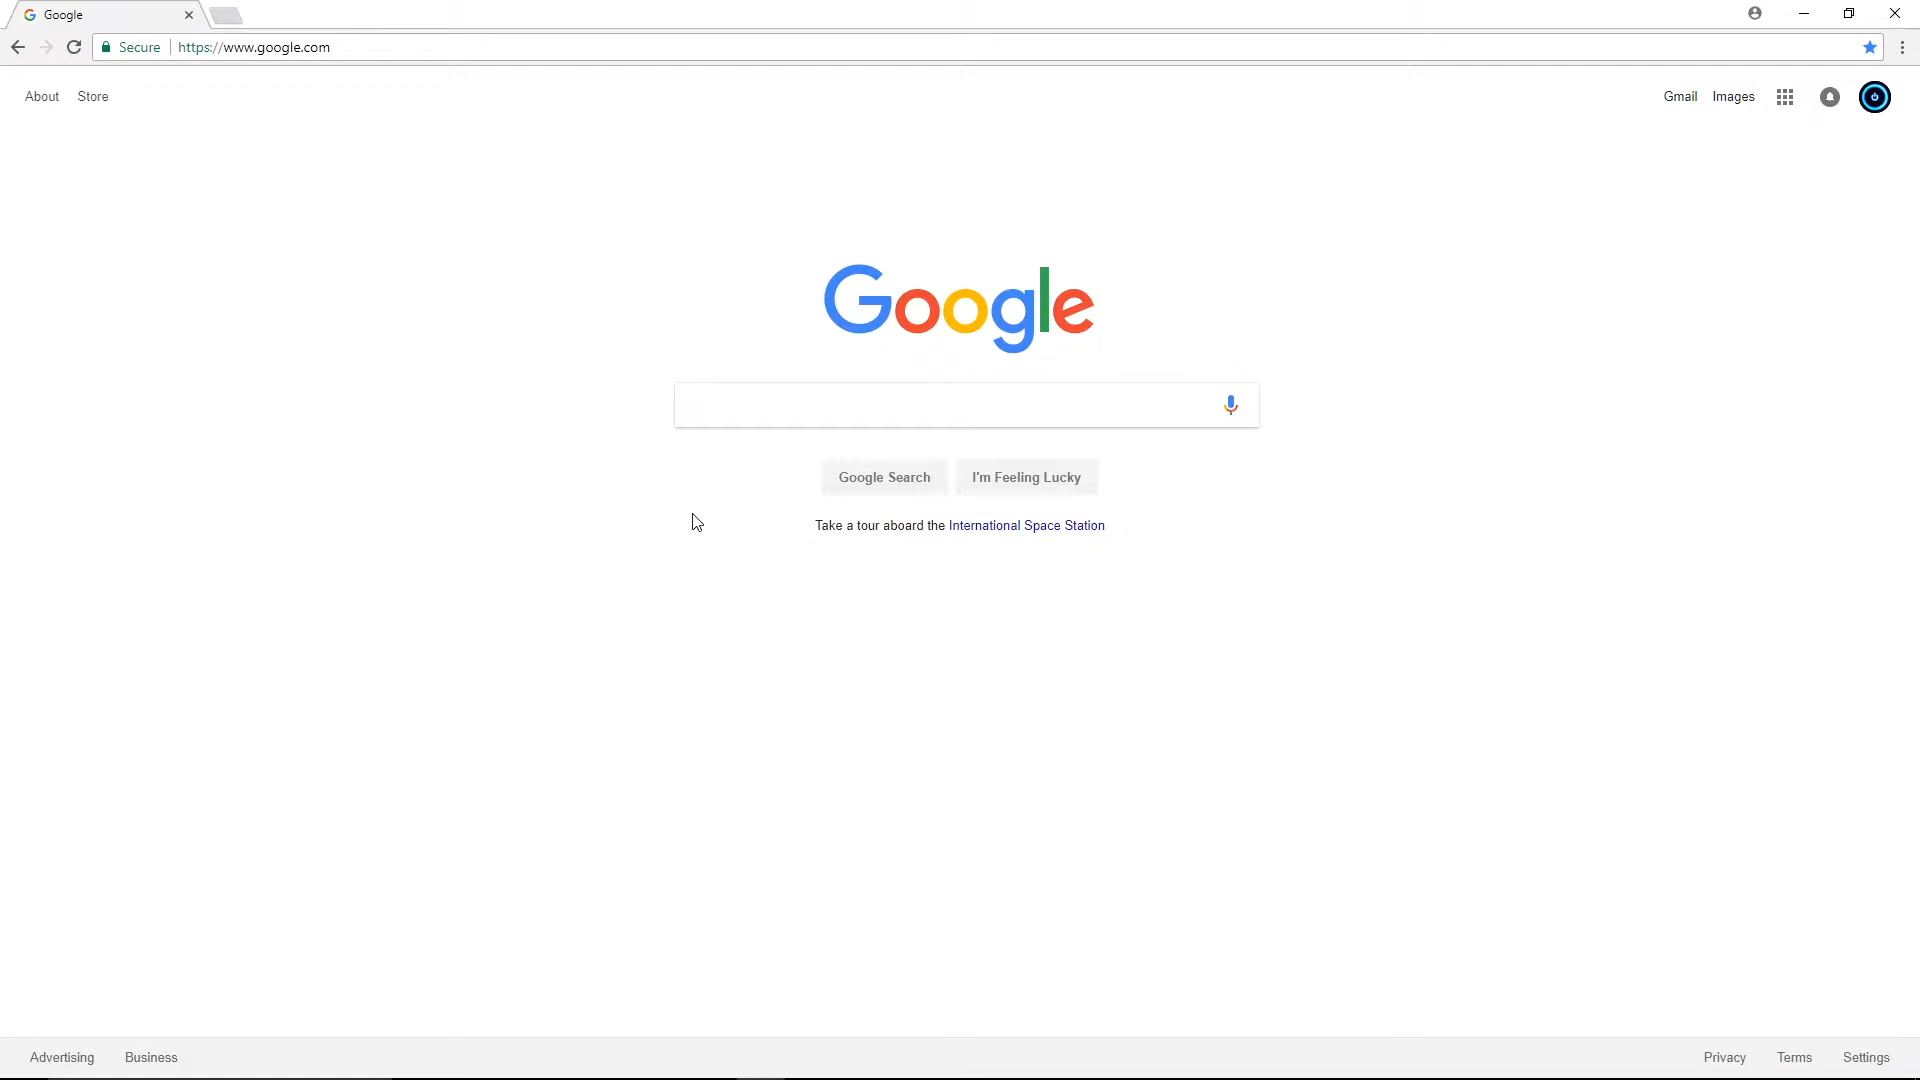 Google
Secure https://www.google.com
About Store
Gmail Images
Google
Google Search I'm Feeling Lucky
Take a tour aboard the International Space Station
Advertising Business
Privacy Terms Settings